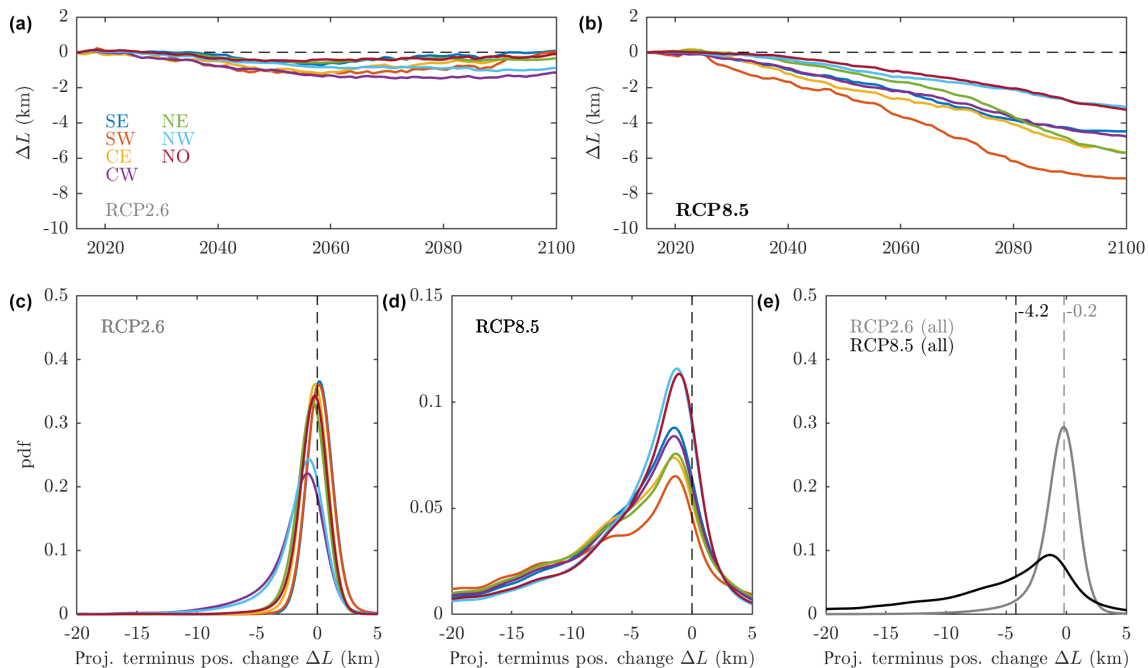 (a)
2
0
-2
-4
-6
-8
-10
ΔL (km)
SE NE
SW NW
CE NO
CW
RCP2.6
2020 2040 2060 2080 2100
(b)
2
0
-2
-4
-6
-8
-10
ΔL (km)
RCP8.5
2020 2040 2060 2080 2100
(c)
0.5
0.4
0.3
0.2
0.1
0
pdf
RCP2.6
-20 -15 -10 -5 0 5
Proj. terminus pos. change ΔL (km)
(d)
0.15
0.1
0.05
0
RCP8.5
-20 -15 -10 -5 0 5
Proj. terminus pos. change ΔL (km)
(e)
0.5
0.4
0.3
0.2
0.1
0
-4.2 -0.2
RCP2.6 (all)
RCP8.5 (all)
-20 -15 -10 -5 0 5
Proj. terminus pos. change ΔL (km)